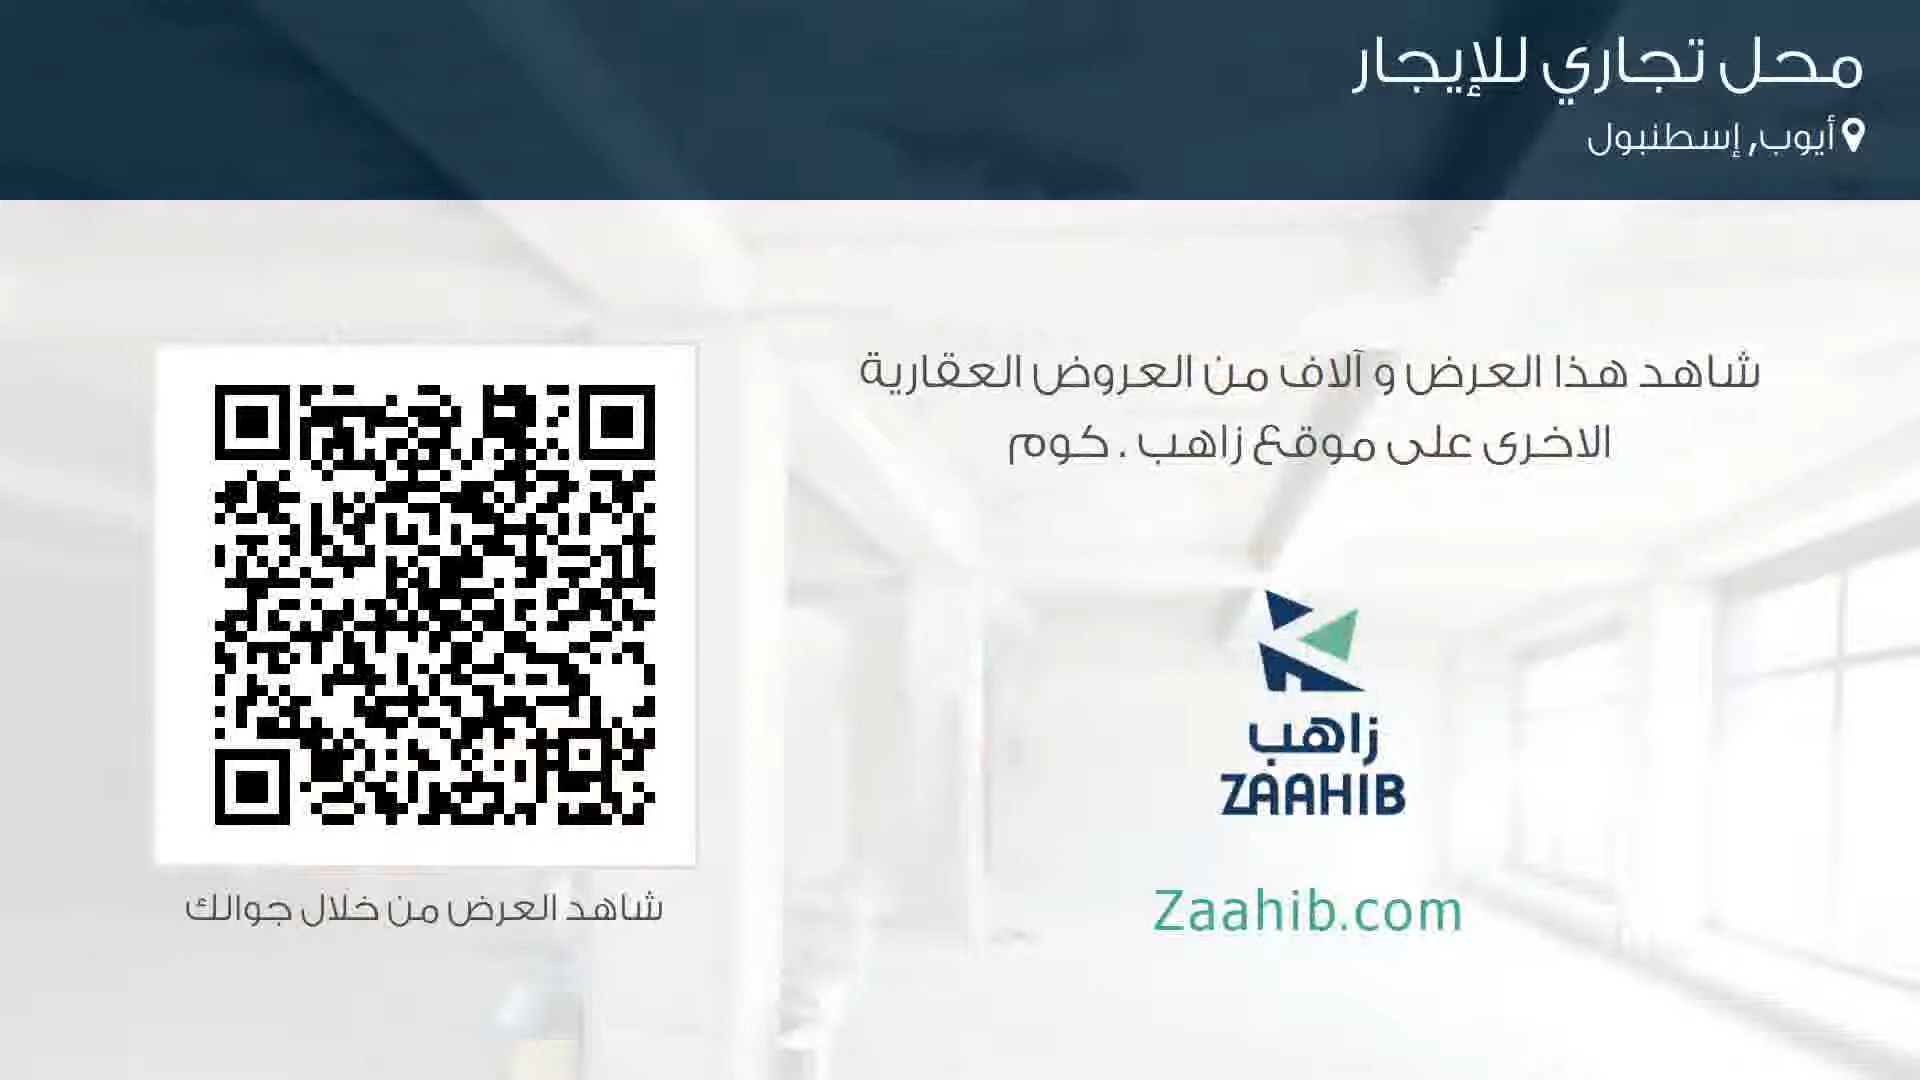 محل تجاري للإيجار
أيوب, إسطنبول
شاهد هذا العرض و آلاف من العروض العقارية
الاخرى على موقع زاهب . كوم
زاهب
ZAAHIB
Zaahib.com
شاهد العرض من خلال جوالك